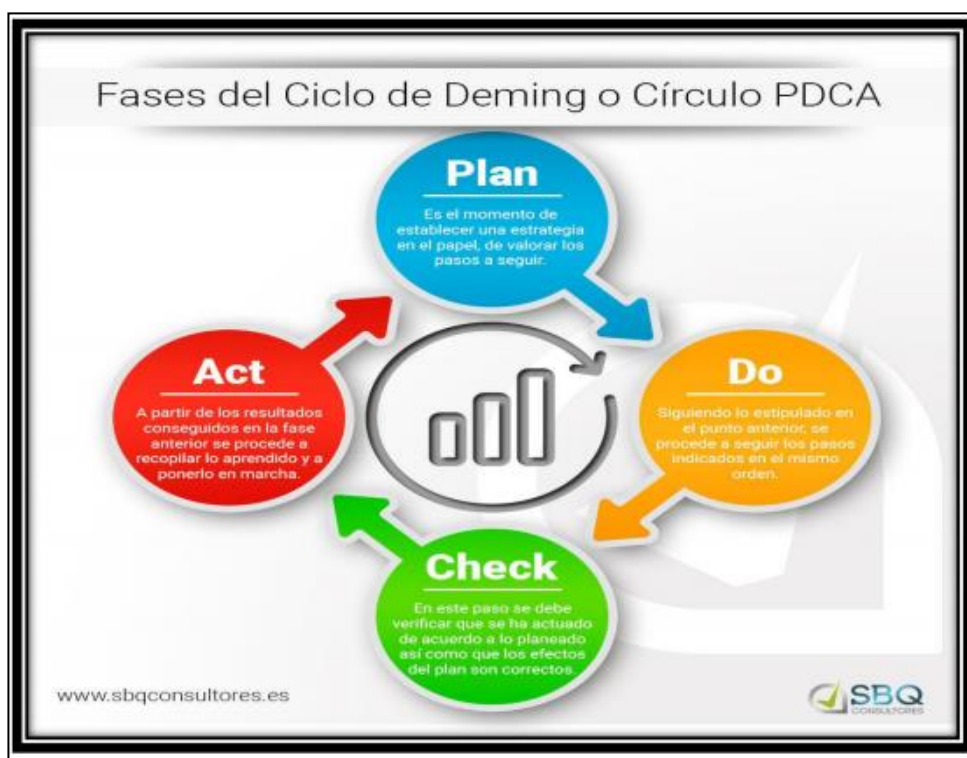 Fases del Ciclo de Deming o Círculo PDCA
Plan
Es el momento de
establecer una estrategia
en el papel, de valorar los
pasos a seguir.
Do
Siguiendo lo estipulado en
el punto anterior, se
procede a seguir los pasos
indicados en el mismo
orden.
Check
En este paso se debe
verificar que se ha actuado
de acuerdo a lo planeado
así como que los efectos
del plan son correctos.
Act
A partir de los resultados
conseguidos en la fase
anterior se procede a
recopilar lo aprendido y a
ponerlo en marcha.
www.sbqconsultores.es
SBQ
CONSULTORES